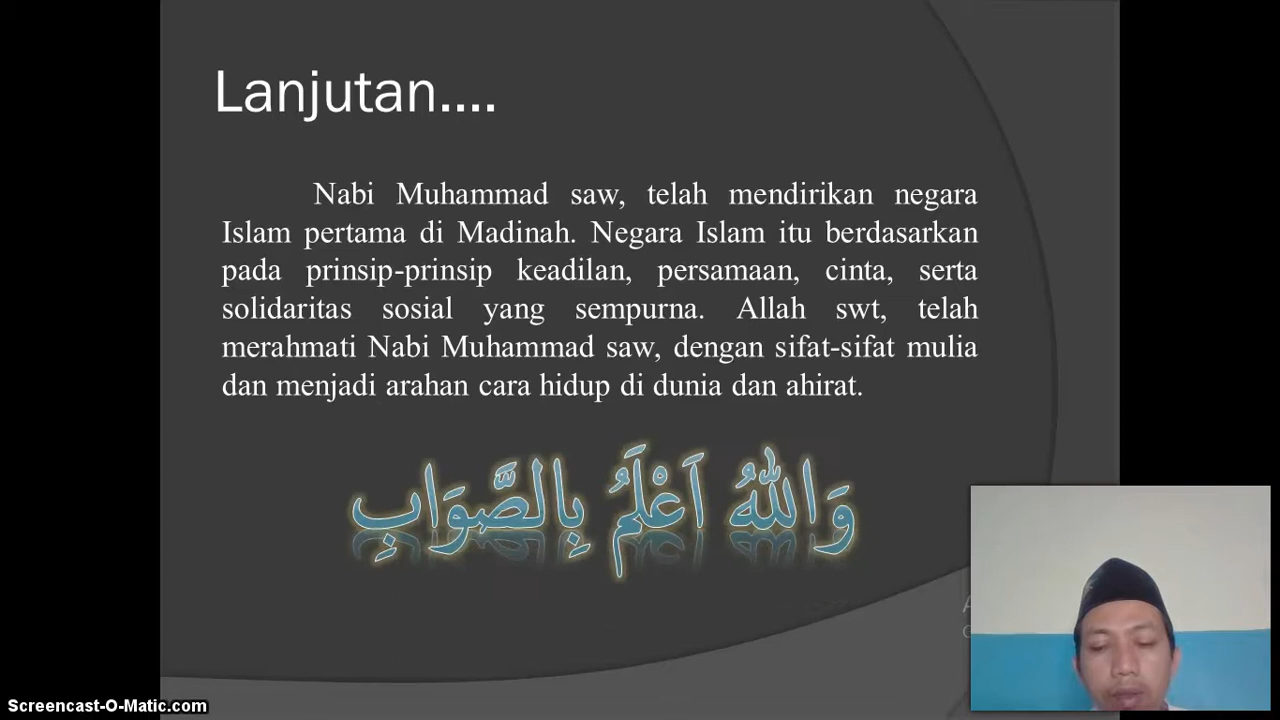 Lanjutan....
Nabi Muhammad saw, telah mendirikan negara
Islam pertama di Madinah. Negara Islam itu berdasarkan
pada prinsip-prinsip keadilan, persamaan, cinta, serta
solidaritas sosial yang sempurna. Allah swt, telah
merahmati Nabi Muhammad saw, dengan sifat-sifat mulia
dan menjadi arahan cara hidup di dunia dan ahirat.
وَاللّٰهُ اَعْلَمُ بِالصَّوَابِ
Screencast-O-Matic.com